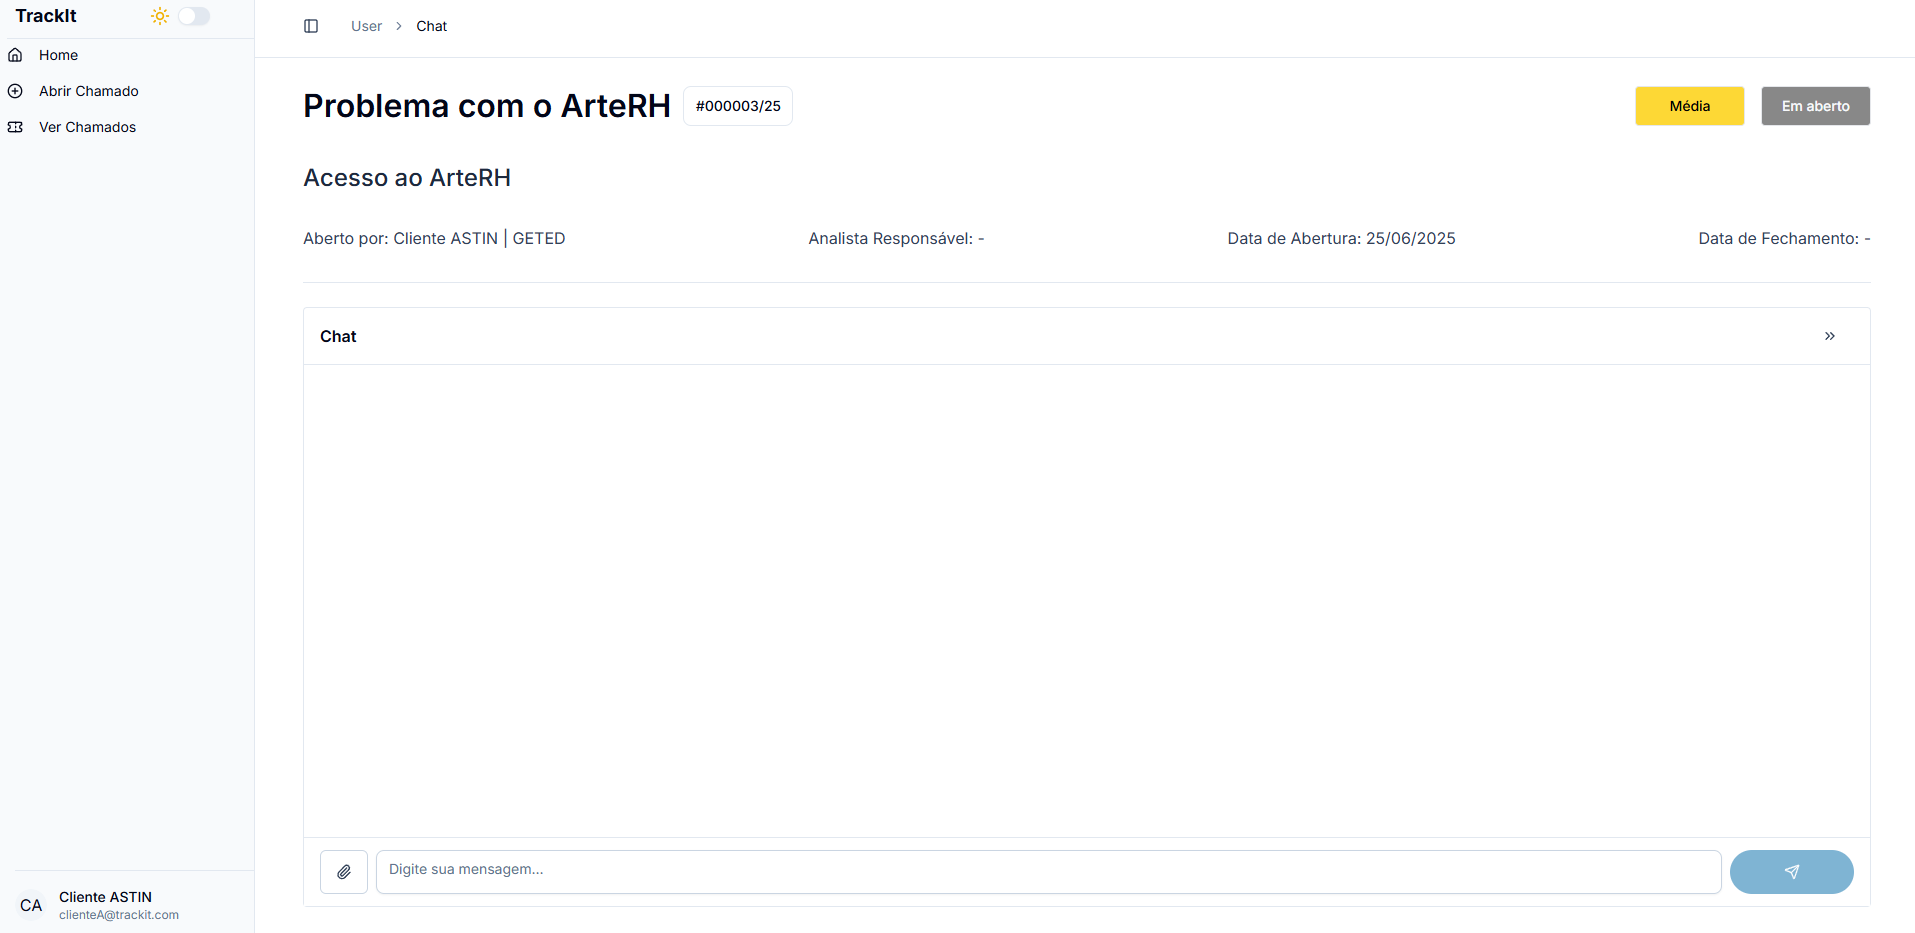 TrackIt
Home
Abrir Chamado
Ver Chamados
Cliente ASTIN
CA
clienteA@trackit.com
User > Chat
Problema com o ArteRH #000003/25
Média
Em aberto
Acesso ao ArteRH
Aberto por: Cliente ASTIN | GETED
Analista Responsável: -
Data de Abertura: 25/06/2025
Data de Fechamento: -
Chat
Digite sua mensagem...